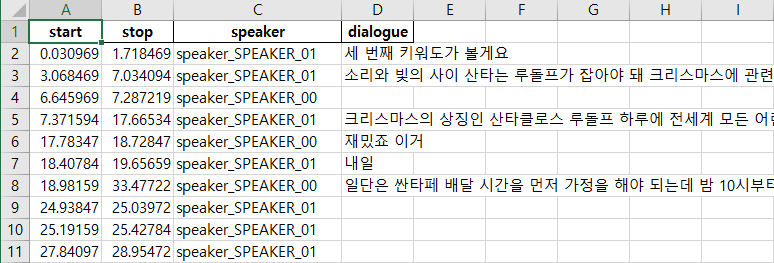 A B C D E F G H I
1 start stop speaker dialogue
2 0.030969 1.718469 speaker_SPEAKER_01 세 번째 키워도가 볼게요
3 3.068469 7.034094 speaker_SPEAKER_01 소리와 빛의 사이 산타는 루돌프가 잡아야 돼 크리스마스에 관련
4 6.645969 7.287219 speaker_SPEAKER_00
5 7.371594 17.66534 speaker_SPEAKER_01 크리스마스의 상징인 산타클로스 루돌프 하루에 전세계 모든 어린
6 17.78347 18.72847 speaker_SPEAKER_00 재밌죠 이거
7 18.40784 19.65659 speaker_SPEAKER_01 내일
8 18.98159 33.47722 speaker_SPEAKER_00 일단은 싼타페 배달 시간을 먼저 가정을 해야 되는데 밤 10시부터
9 24.93847 25.03972 speaker_SPEAKER_01
10 25.19159 25.42784 speaker_SPEAKER_01
11 27.84097 28.95472 speaker_SPEAKER_01